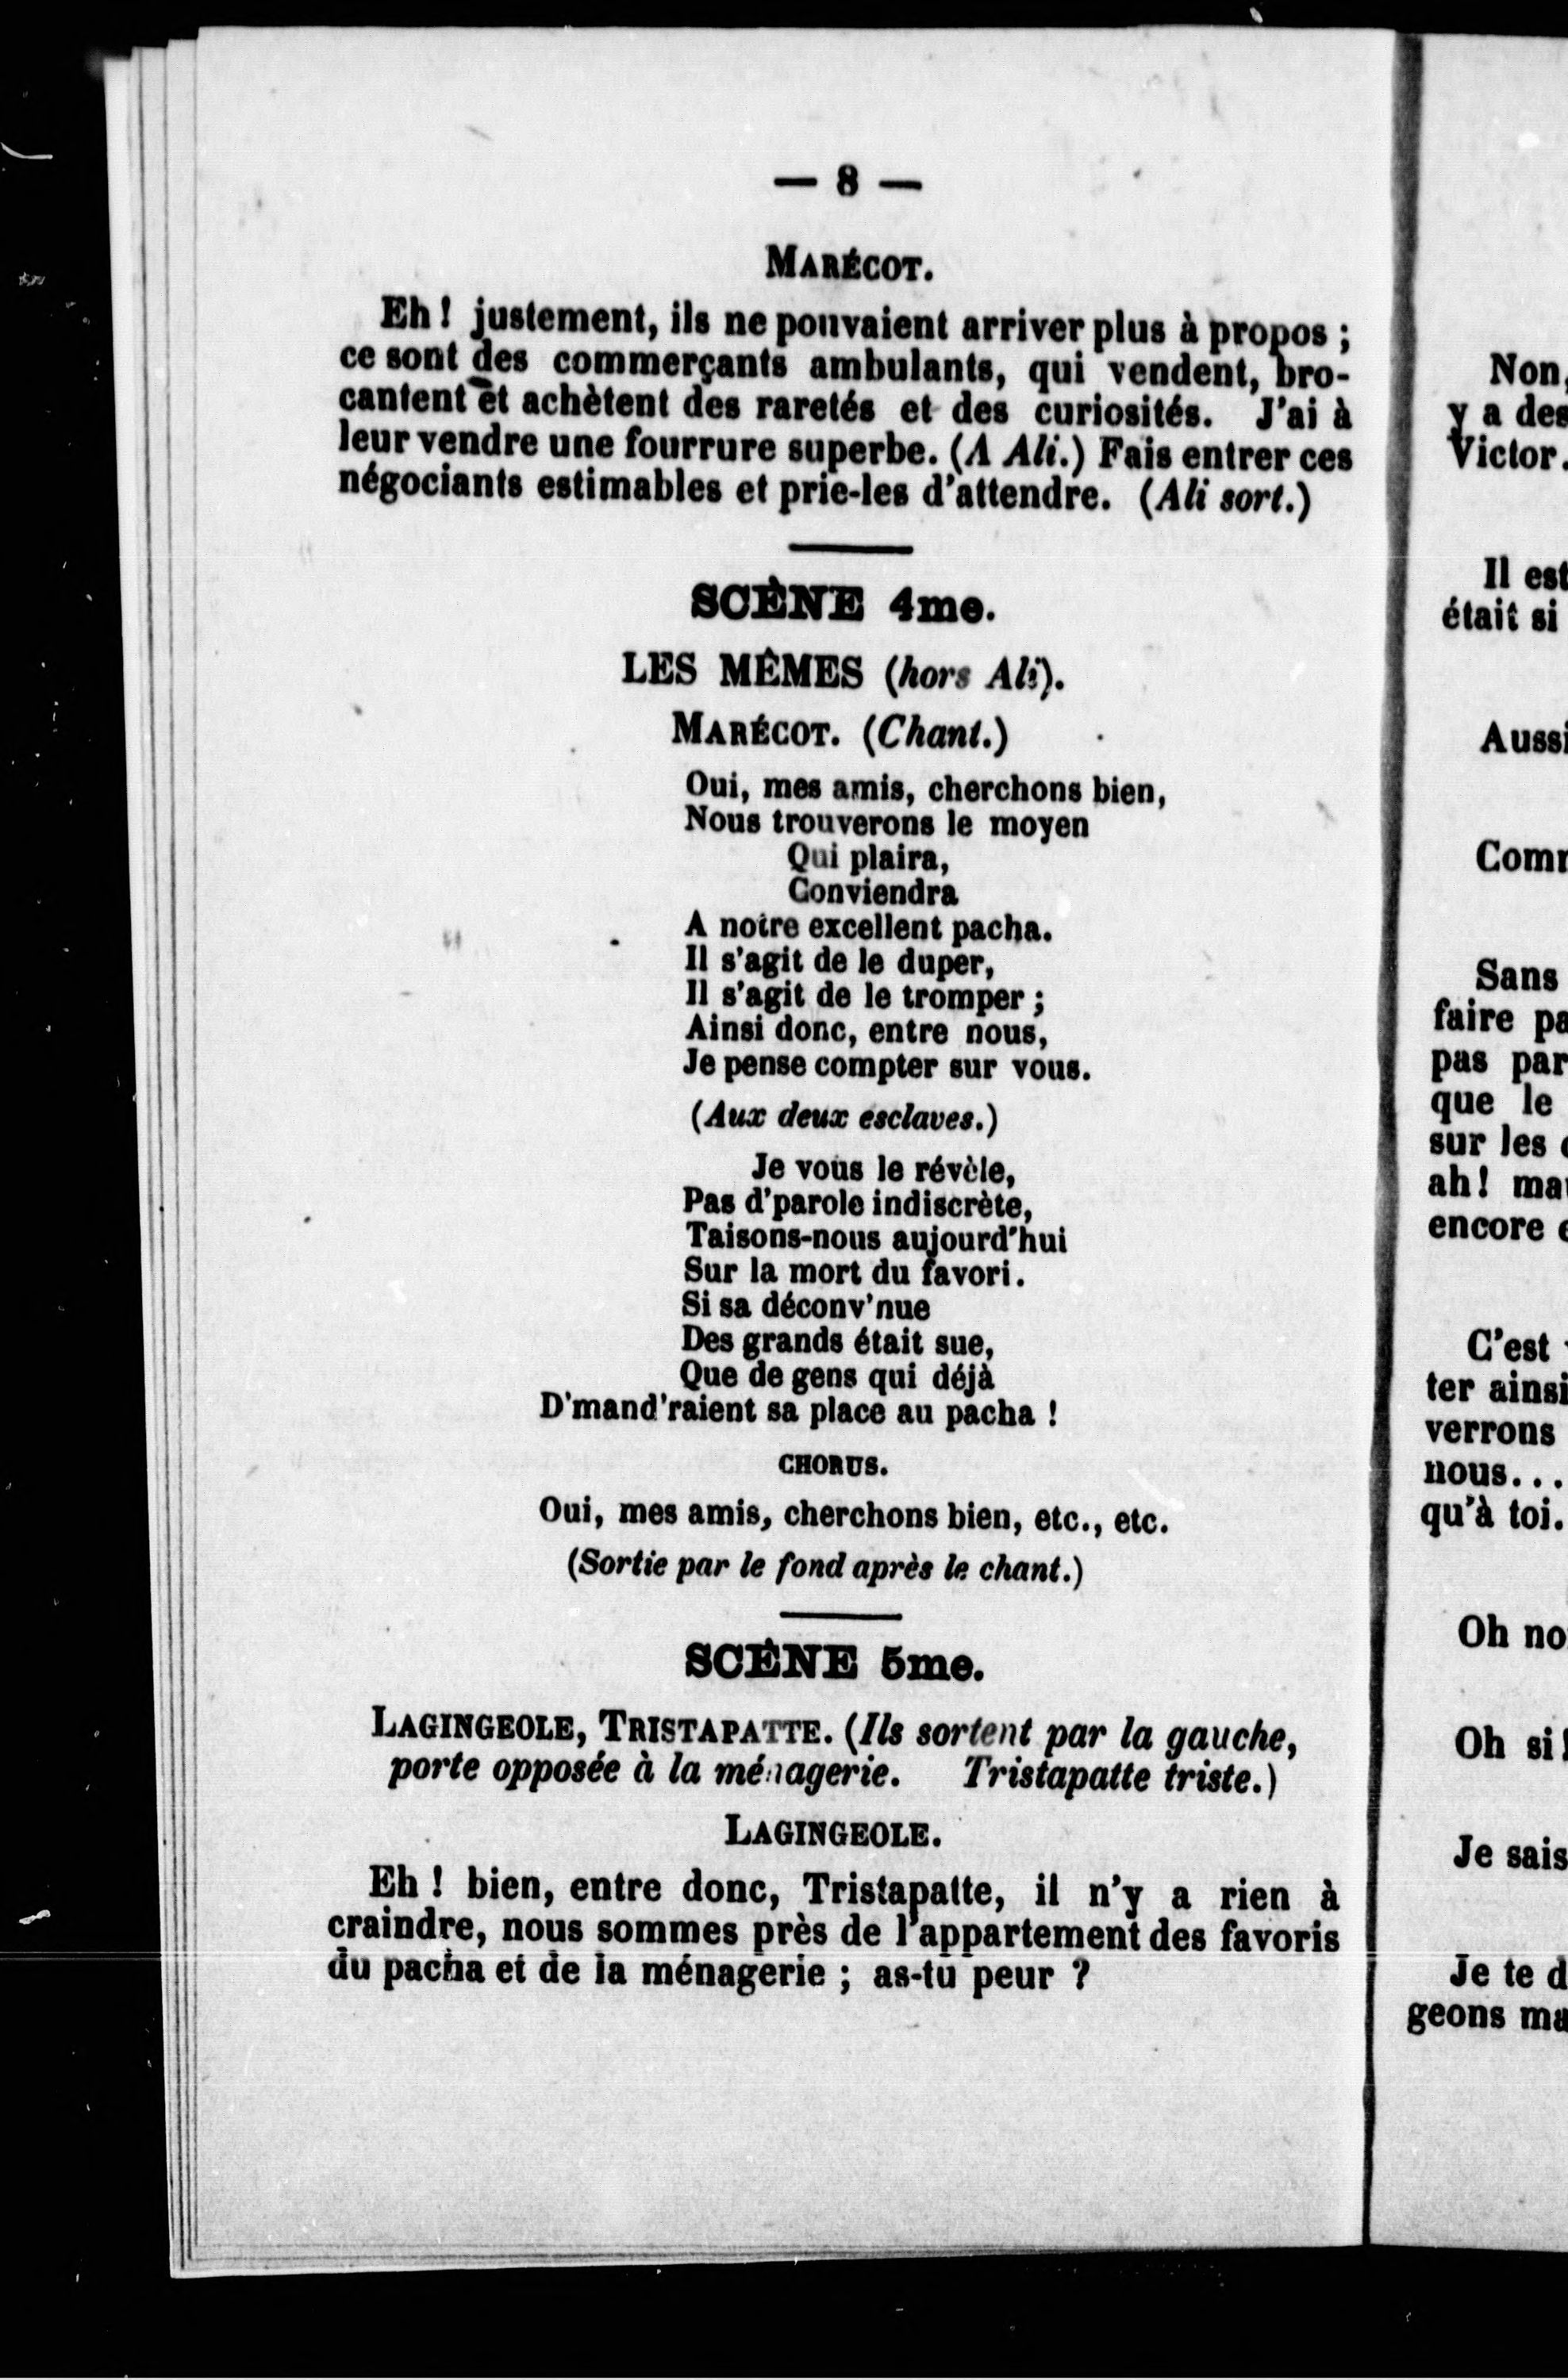 — 8 —
MARÉCOT.
Eh ! justement, ils ne pouvaient arriver plus à propos ;
ce sont des commerçants ambulants, qui vendent, bro-
cantent et achètent des raretés et des curiosités. J'ai à
leur vendre une fourrure superbe. (A Ali.) Fais entrer ces
négociants estimables et prie-les d'attendre. (Ali sort.)
SCÈNE 4me.
LES MÊMES (hors Ali).
MARÉCOT. (Chant.)
Oui, mes amis, cherchons bien,
Nous trouverons le moyen
Qui plaira,
Conviendra
A notre excellent pacha.
Il s'agit de le duper,
Il s'agit de le tromper ;
Ainsi donc, entre nous,
Je pense compter sur vous.
(Aux deux esclaves.)
Je vous le révèle,
Pas d'parole indiscrète,
Taisons-nous aujourd'hui
Sur la mort du favori.
Si sa déconv'nue
Des grands était sue,
Que de gens qui déjà
D'mand'raient sa place au pacha !
CHORUS.
Oui, mes amis, cherchons bien, etc., etc.
(Sortie par le fond après le chant.)
SCÈNE 5me.
LAGINGEOLE, TRISTAPATTE. (Ils sortent par la gauche,
porte opposée à la ménagerie. Tristapatte triste.)
LAGINGEOLE.
Eh ! bien, entre donc, Tristapatte, il n'y a rien à
craindre, nous sommes près de l'appartement des favoris
du pacha et de la ménagerie ; as-tu peur ?
Non,
y a des
Victor.
Il est
était si
Aussi
Sans
faire
pas par
que le
sur les
ah!
encore
C'est
ter ainsi
verrons
nous...
qu'à toi.
Oh
Oh si!
Je sais
Je te
geons